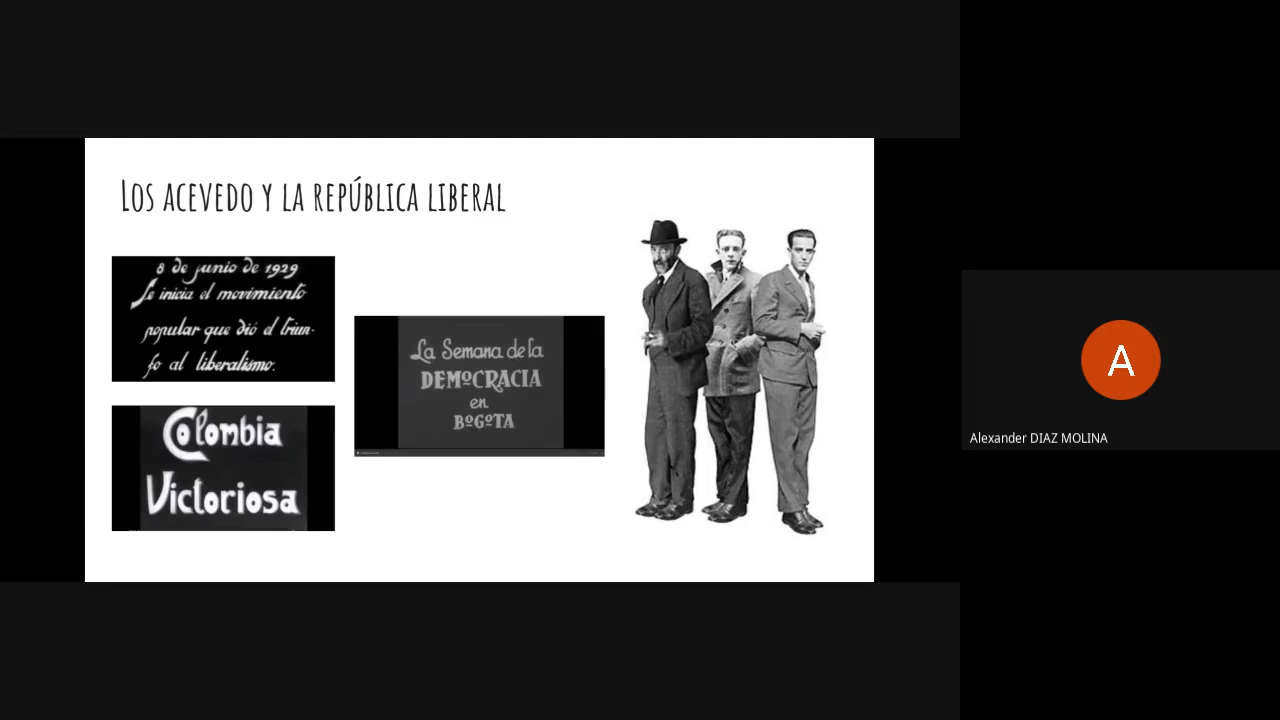 Los acevedo y la república liberal
8 de junio de 1929
Se inicia el movimiento
popular que dió el triun-
fo al liberalismo.
La Semana de la
DEMOCRACIA
en
BOGOTA
Colombia
Victoriosa
A
Alexander DIAZ MOLINA